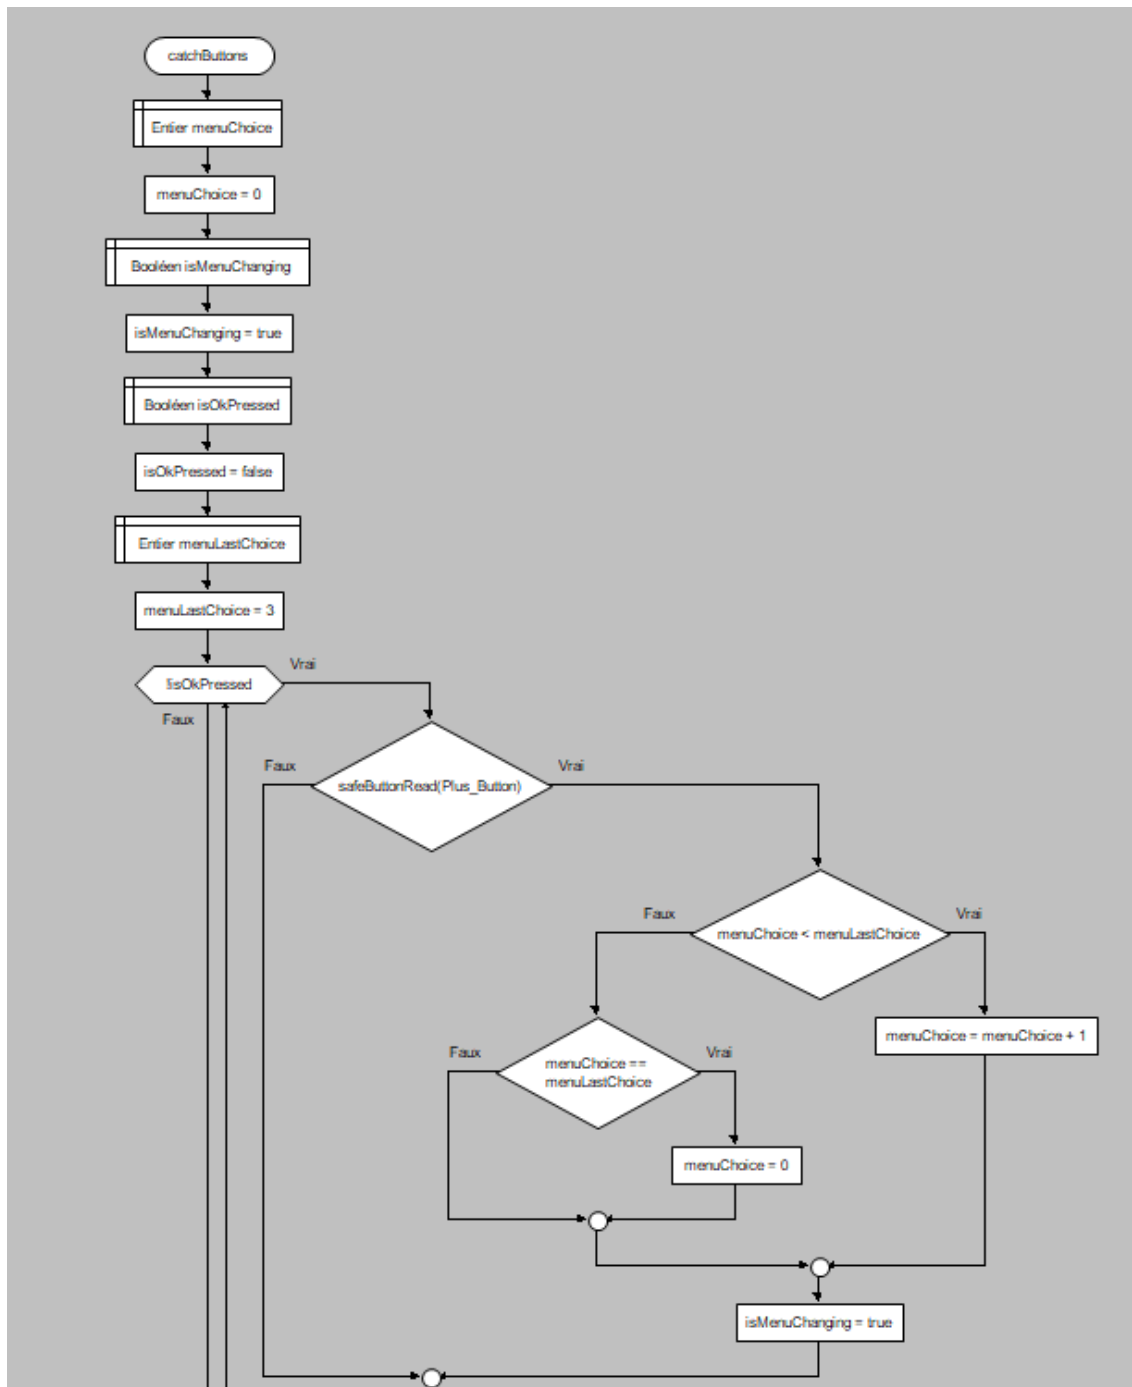 catchButtons
Entier menuChoice
menuChoice = 0
Booléen isMenuChanging
isMenuChanging = true
Booléen isOkPressed
isOkPressed = false
Entier menuLastChoice
menuLastChoice = 3
!isOkPressed
Vrai
Faux
safeButtonRead(Plus_Button)
Faux
Vrai
menuChoice < menuLastChoice
Faux
Vrai
menuChoice = menuChoice + 1
menuChoice ==
menuLastChoice
Faux
Vrai
menuChoice = 0
isMenuChanging = true